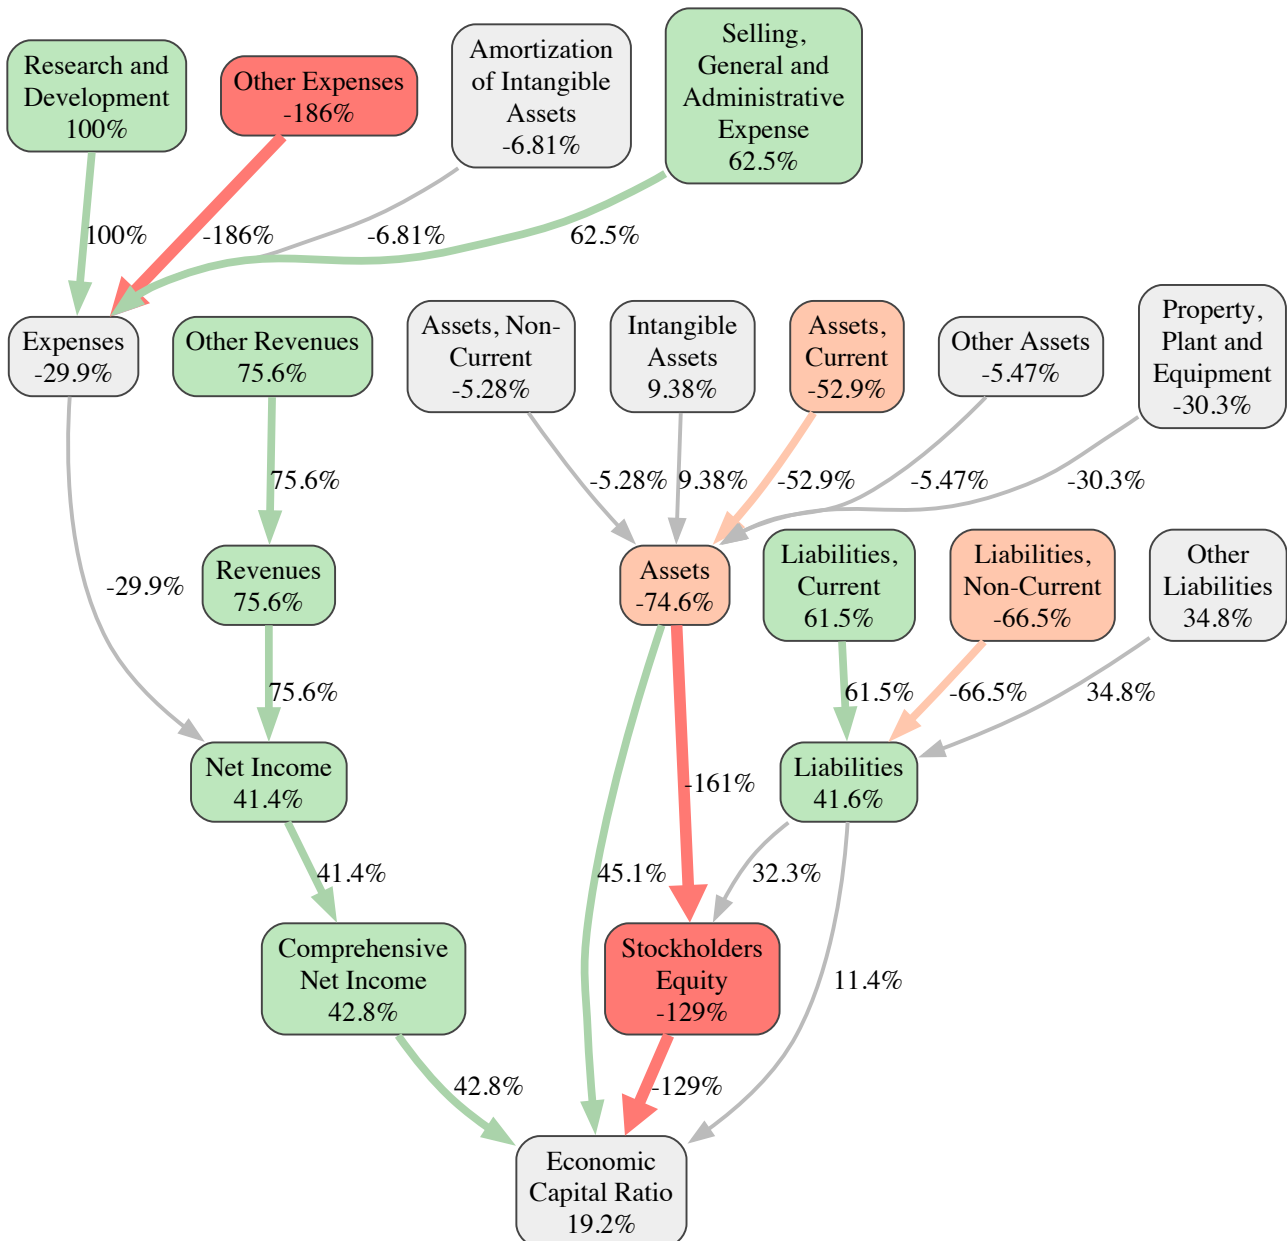 Research and
Development
100%
Other Expenses
-186%
Amortization
of Intangible
Assets
-6.81%
Selling,
General and
Administrative
Expense
62.5%
100%
-186%
-6.81%
62.5%
Expenses
-29.9%
Other Revenues
75.6%
Assets, Non-
Current
-5.28%
Intangible
Assets
9.38%
Assets,
Current
-52.9%
Other Assets
-5.47%
Property,
Plant and
Equipment
-30.3%
75.6%
-5.28%
9.38%
-52.9%
-5.47%
-30.3%
-29.9%
Revenues
75.6%
Assets
-74.6%
Liabilities,
Current
61.5%
Liabilities,
Non-Current
-66.5%
Other
Liabilities
34.8%
75.6%
61.5%
-66.5%
34.8%
Net Income
41.4%
-161%
Liabilities
41.6%
41.4%
45.1%
32.3%
Comprehensive
Net Income
42.8%
Stockholders
Equity
-129%
11.4%
42.8%
-129%
Economic
Capital Ratio
19.2%